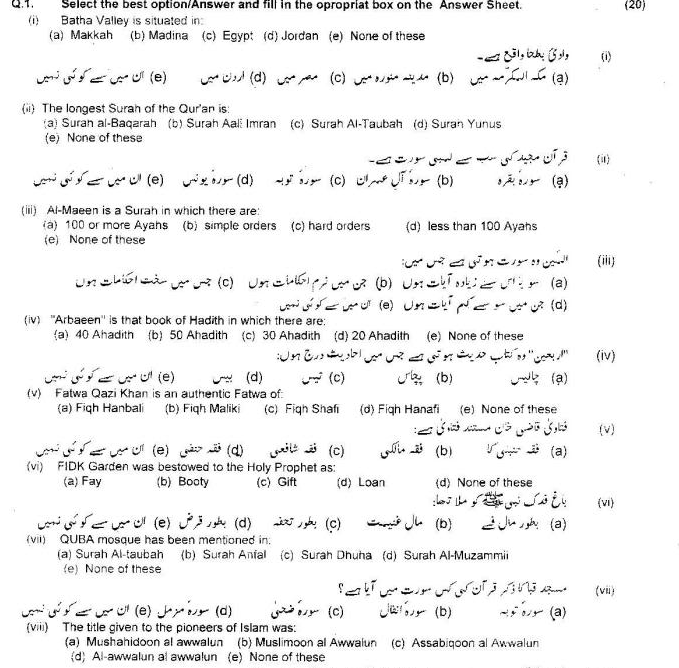 Q.1. Select the best option/Answer and fill in the opropriat box on the Answer Sheet. (20)
(i) Batha Valley is situated in:
(a) Makkah (b) Madina (c) Egypt (d) Jordan (e) None of these
(i) وادیٔ بطحا واقع ہے۔
(a) مکہ المکرمہ میں (b) مدینہ منورہ میں (c) مصر میں (d) اردن میں (e) ان میں سے کوئی نہیں
(ii) The longest Surah of the Qur'an is:
(a) Surah al-Baqarah (b) Surah Aali Imran (c) Surah Al-Taubah (d) Surah Yunus
(e) None of these
(ii) قرآن مجید کی سب سے لمبی سورت ہے۔
(a) سورۃ بقرہ (b) سورۃ آل عمران (c) سورۃ توبہ (d) سورۃ یونس (e) ان میں سے کوئی نہیں
(iii) Al-Maeen is a Surah in which there are:
(a) 100 or more Ayahs (b) simple orders (c) hard orders (d) less than 100 Ayahs
(e) None of these
(iii) المئین وہ سورت ہے ہوتی ہے جس میں:
(a) سو یا اس سے زیادہ آیات ہوں (b) جن میں نرم احکامات ہوں (c) جس میں سخت احکامات ہوں
(d) جن میں سو سے کم آیات ہوں (e) ان میں سے کوئی نہیں
(iv) "Arbaeen" is that book of Hadith in which there are:
(a) 40 Ahadith (b) 50 Ahadith (c) 30 Ahadith (d) 20 Ahadith (e) None of these
(iv) "اربعین" وہ کتاب حدیث ہوتی ہے جس میں احادیث درج ہوں:
(a) چالیس (b) پچاس (c) تیس (d) بیس (e) ان میں سے کوئی نہیں
(v) Fatwa Qazi Khan is an authentic Fatwa of:
(a) Fiqh Hanbali (b) Fiqh Maliki (c) Fiqh Shafi (d) Fiqh Hanafi (e) None of these
(v) فتاویٰ قاضی خان مستند فتاویٰ ہے:
(a) فقہ حنبلی کا (b) فقہ مالکی (c) فقہ شافعی (d) فقہ حنفی (e) ان میں سے کوئی نہیں
(vi) FIDK Garden was bestowed to the Holy Prophet as:
(a) Fay (b) Booty (c) Gift (d) Loan (d) None of these
(vi) باغ فدک نبی ﷺ کو ملا تھا:
(a) بطور مال فے (b) مال غنیمت (c) بطور تحفہ (d) بطور قرض (e) ان میں سے کوئی نہیں
(vii) QUBA mosque has been mentioned in:
(a) Surah Al-taubah (b) Surah Anfal (c) Surah Dhuha (d) Surah Al-Muzammil
(e) None of these
(vii) مسجد قبا کا ذکر قرآن کی کس سورت میں آیا ہے؟
(a) سورۃ توبہ (b) سورۃ انفال (c) سورۃ ضحیٰ (d) سورۃ مزمل (e) ان میں سے کوئی نہیں
(viii) The title given to the pioneers of Islam was:
(a) Mushahidoon al awwalun (b) Muslimoon al Awwalun (c) Assabiqoon al Awwalun
(d) Al-awwalun al awwalun (e) None of these